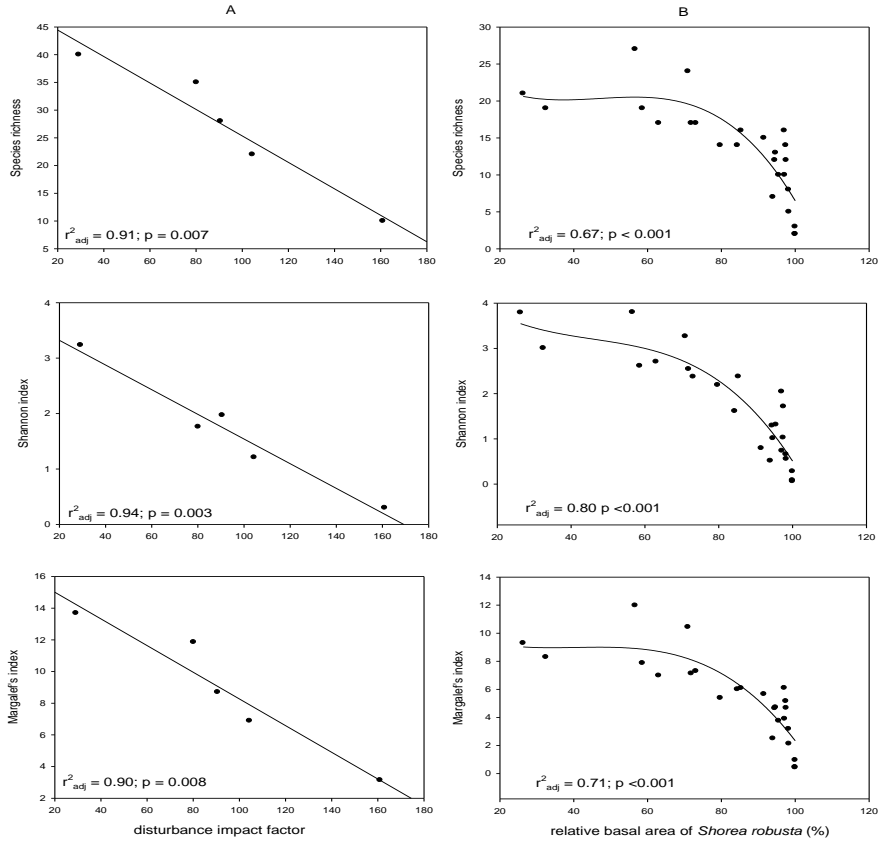 A
B
45
40
35
30
25
20
15
10
5
Species richness
r²adj = 0.91; p = 0.007
20 40 60 80 100 120 140 160 180
30
25
20
15
10
5
0
Species richness
r²adj = 0.67; p < 0.001
20 40 60 80 100 120
4
3
2
1
0
Shannon index
r²adj = 0.94; p = 0.003
20 40 60 80 100 120 140 160 180
4
3
2
1
0
Shannon index
r²adj = 0.80 p <0.001
20 40 60 80 100 120
16
14
12
10
8
6
4
2
Margalef's index
r²adj = 0.90; p = 0.008
20 40 60 80 100 120 140 160 180
disturbance impact factor
14
12
10
8
6
4
2
0
Margalef's index
r²adj = 0.71; p <0.001
20 40 60 80 100 120
relative basal area of Shorea robusta (%)